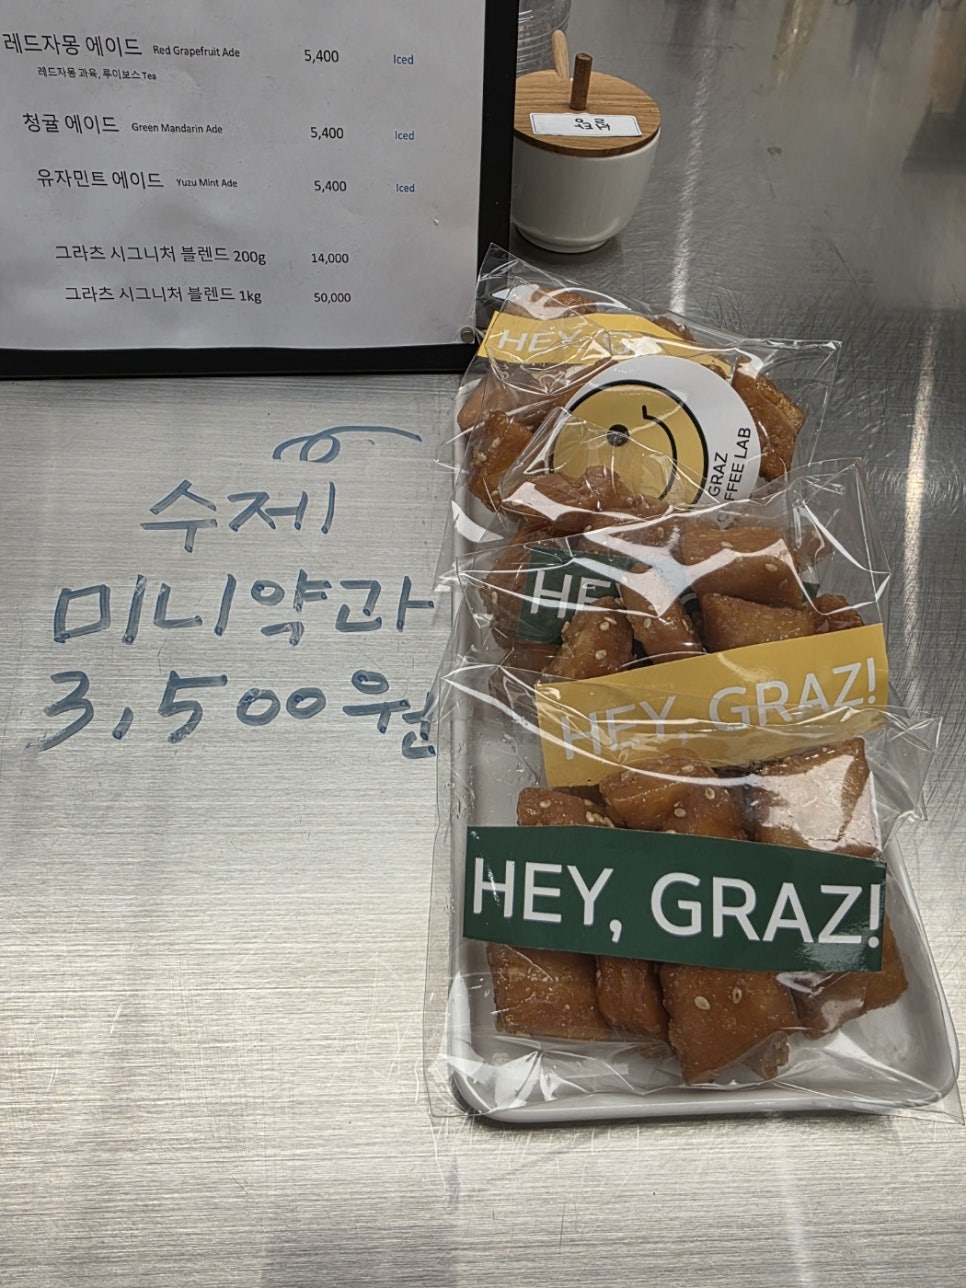 레드자몽 에이드 Red Grapefruit Ade 5,400 Iced
레드자몽 과육, 루이보스 Tea
청귤 에이드 Green Mandarin Ade 5,400 Iced
유자민트 에이드 Yuzu Mint Ade 5,400 Iced
그라츠 시그니처 블렌드 200g 14,000
그라츠 시그니처 블렌드 1kg 50,000
수제
미니약과
3,500원
HEY,
GRAZ
HE
HEY, GRAZ!
HEY, GRAZ!